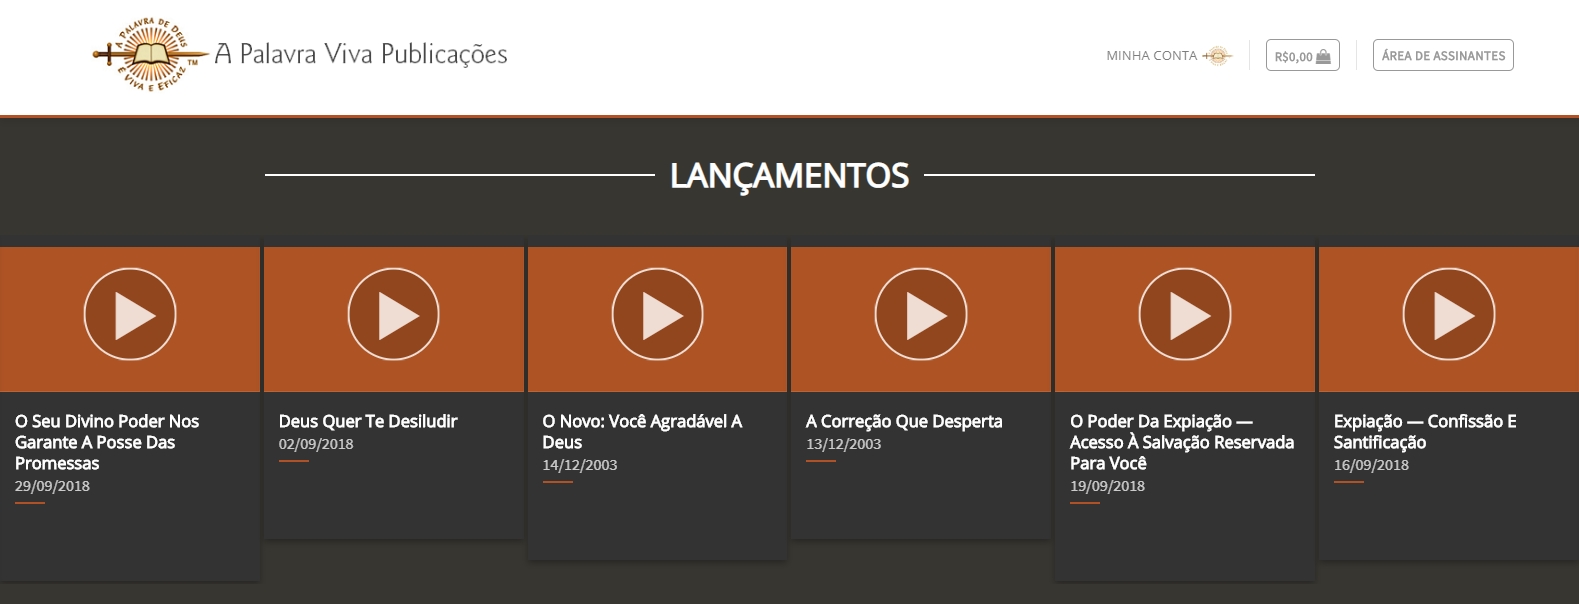 A PALAVRA DE DEUS
É VIVA E EFICAZ
TM
A Palavra Viva Publicações
MINHA CONTA
R$0,00
ÁREA DE ASSINANTES
LANÇAMENTOS
O Seu Divino Poder Nos
Garante A Posse Das
Promessas
29/09/2018
Deus Quer Te Desiludir
02/09/2018
O Novo: Você Agradável A
Deus
14/12/2003
A Correção Que Desperta
13/12/2003
O Poder Da Expiação —
Acesso À Salvação Reservada
Para Você
19/09/2018
Expiação — Confissão E
Santificação
16/09/2018